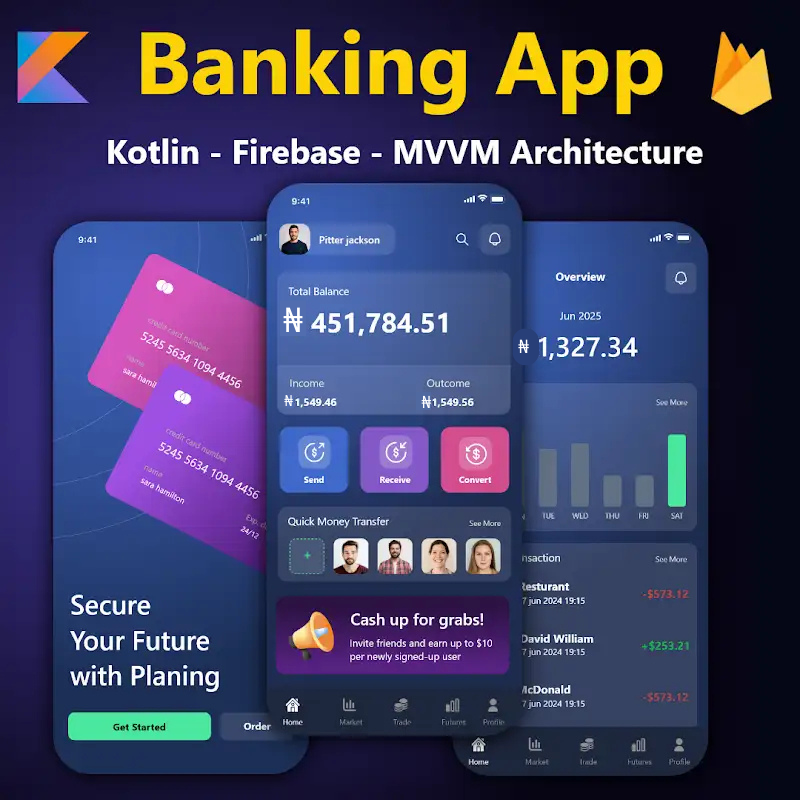 Banking App
Kotlin - Firebase - MVVM Architecture
9:41
credit card number
5245 5634 1094 4456
name
sara hamil
credit card number
5245 5634 1094 4456
name
sara hamilton
Exp. d
24/12
Secure
Your Future
with Planing
Get Started
Order
9:41
Pitter jackson
Total Balance
₦ 451,784.51
Income
Outcome
₦1,549.46
₦1,549.56
Send
Receive
Convert
Quick Money Transfer
See More
+
Cash up for grabs!
Invite friends and earn up to $10
per newly signed-up user
Home
Market
Trade
Futures
Profile
Overview
Jun 2025
₦ 1,327.34
See More
TUE
WED
THU
FRI
SAT
nsaction
See More
Resturant
7 jun 2024 19:15
-$573.12
David William
7 jun 2024 19:15
+$253.21
McDonald
7 jun 2024 19:15
-$573.12
Home
Market
Trade
Futures
Profile